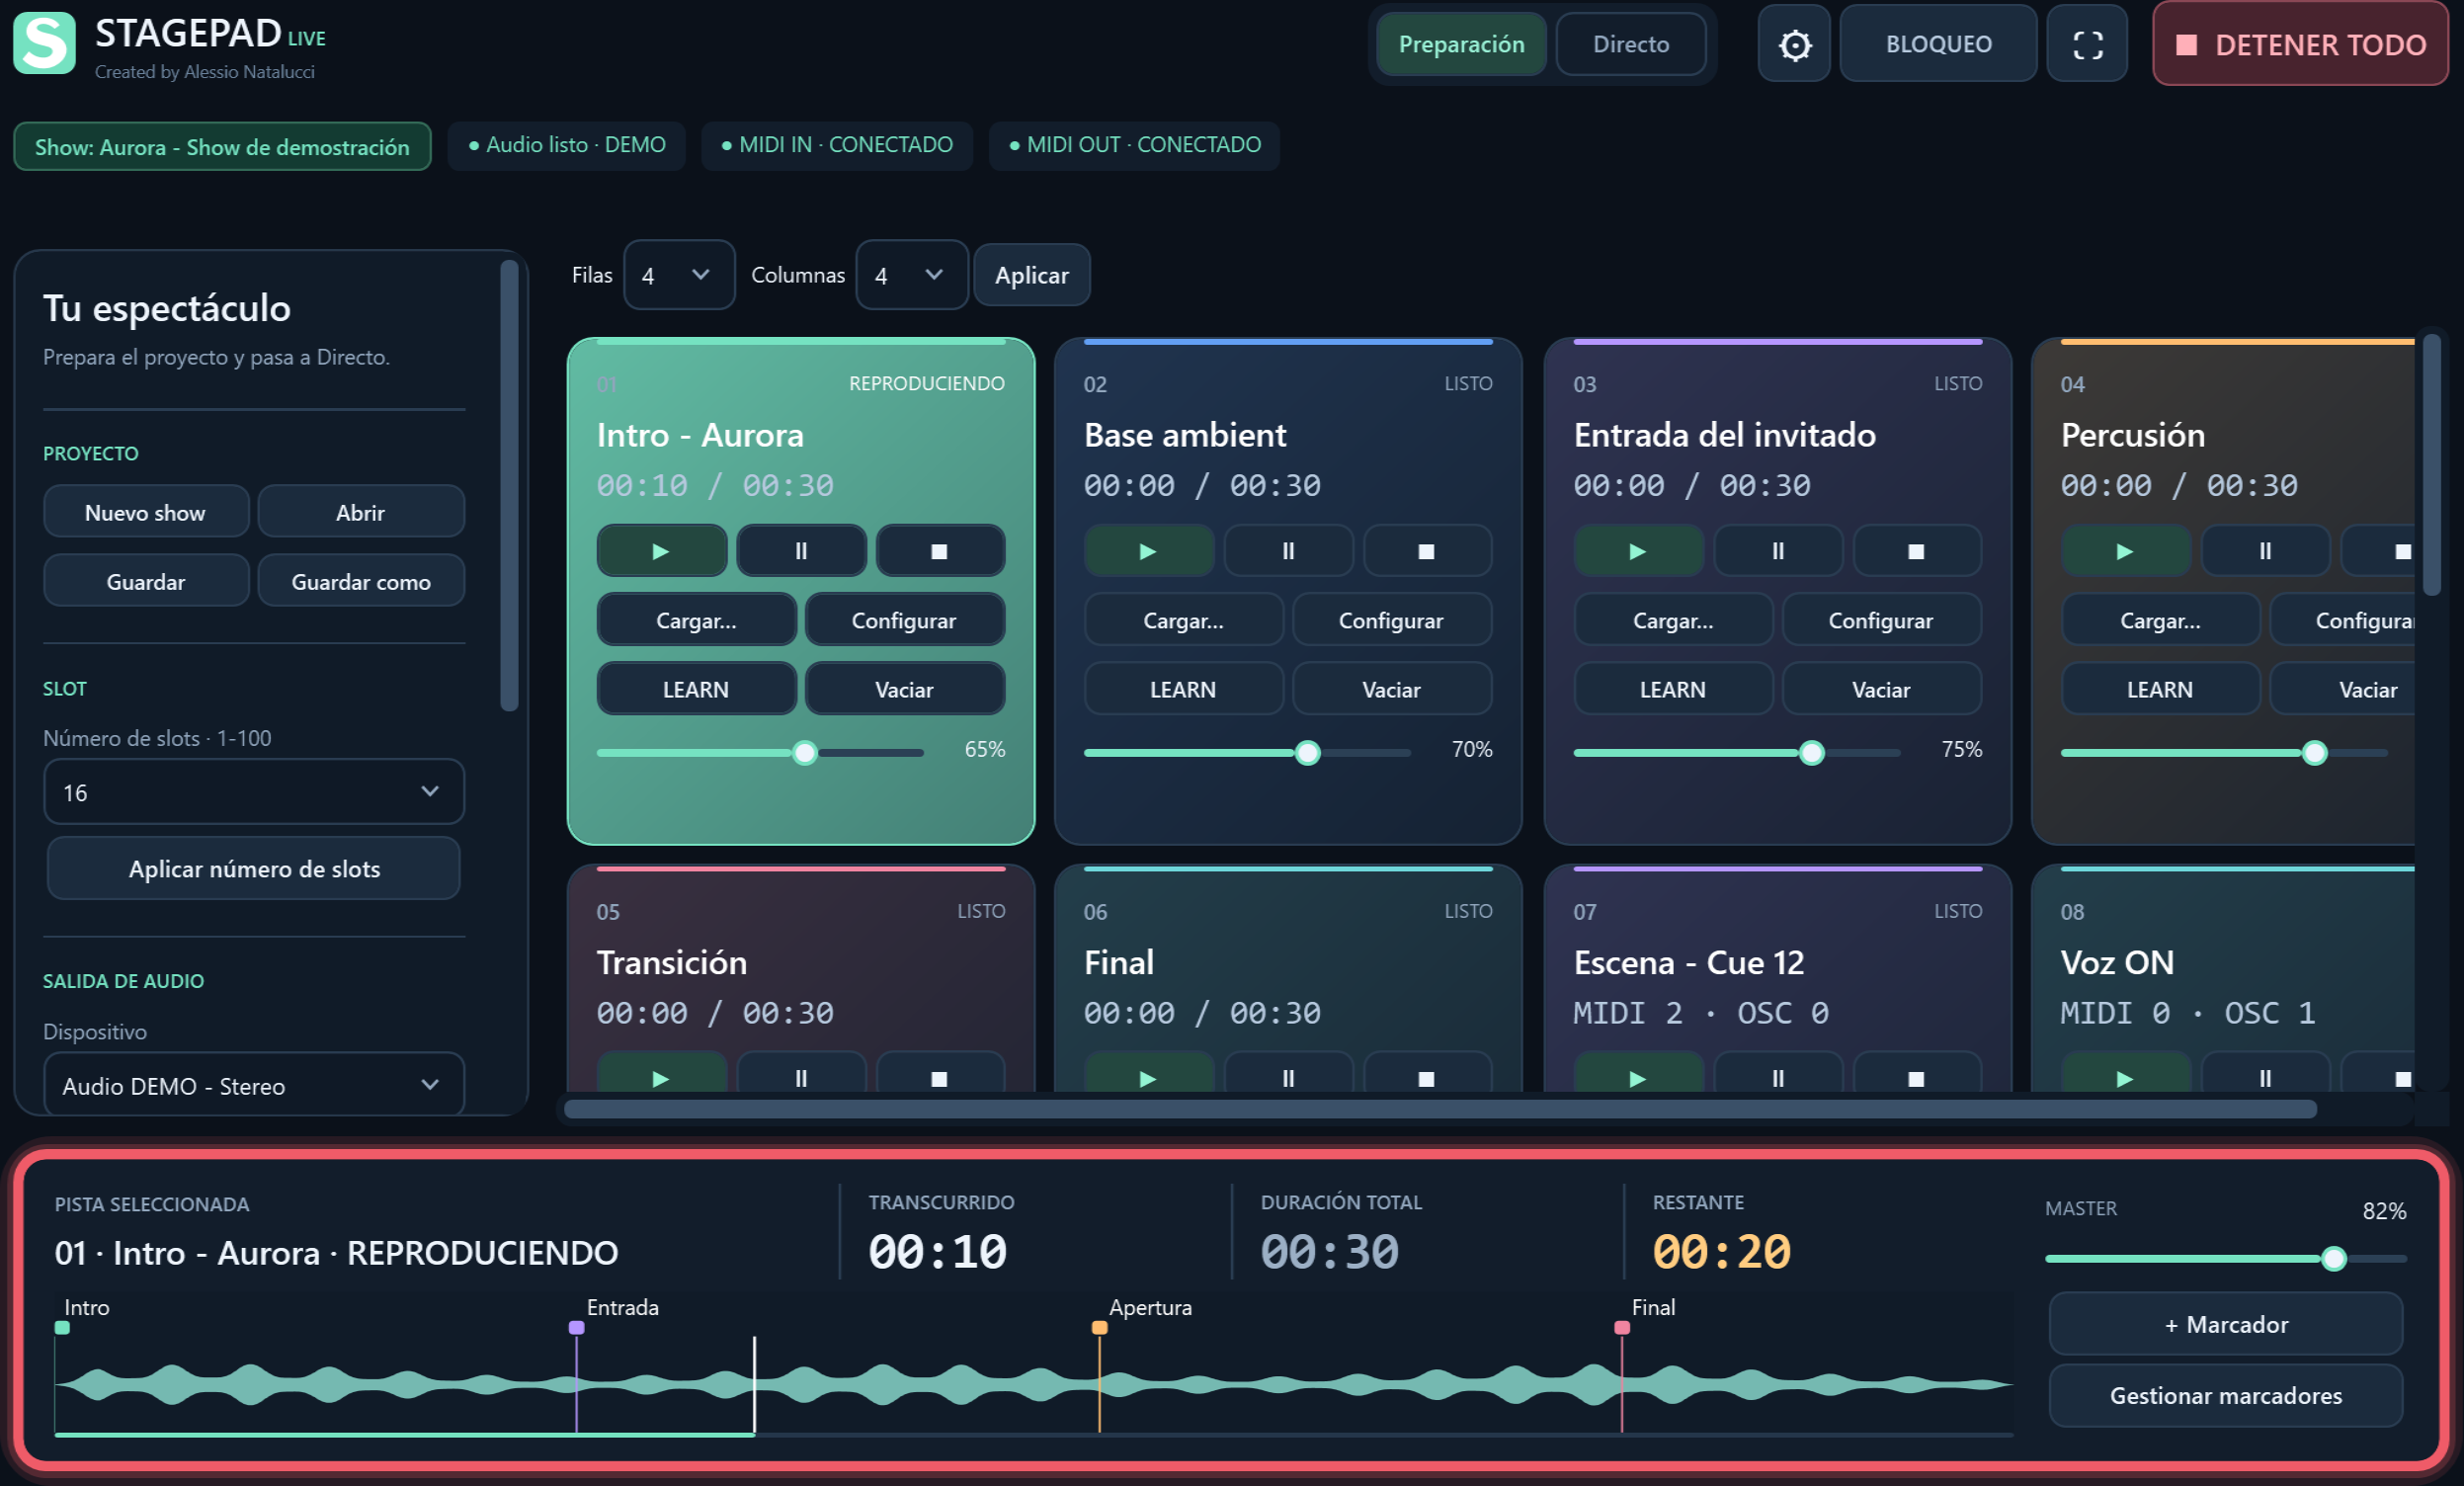 STAGEPAD LIVE
Created by Alessio Natalucci
Preparación
Directo
BLOQUEO
DETENER TODO
Show: Aurora - Show de demostración
Audio listo · DEMO
MIDI IN · CONECTADO
MIDI OUT · CONECTADO
Tu espectáculo
Prepara el proyecto y pasa a Directo.
PROYECTO
Nuevo show
Abrir
Guardar
Guardar como
SLOT
Número de slots · 1-100
16
Aplicar número de slots
SALIDA DE AUDIO
Dispositivo
Audio DEMO - Stereo
Filas 4 Columnas 4 Aplicar
01 REPRODUCIENDO
Intro - Aurora
00:10 / 00:30
Cargar... Configurar
LEARN Vaciar
65%
02 LISTO
Base ambient
00:00 / 00:30
Cargar... Configurar
LEARN Vaciar
70%
03 LISTO
Entrada del invitado
00:00 / 00:30
Cargar... Configurar
LEARN Vaciar
75%
04
Percusión
00:00 / 00:30
Cargar... Configurar
LEARN Vaciar
05 LISTO
Transición
00:00 / 00:30
06 LISTO
Final
00:00 / 00:30
07 LISTO
Escena - Cue 12
MIDI 2 · OSC 0
08
Voz ON
MIDI 0 · OSC 1
PISTA SELECCIONADA
01 · Intro - Aurora · REPRODUCIENDO
TRANSCURRIDO
00:10
DURACIÓN TOTAL
00:30
RESTANTE
00:20
MASTER 82%
Intro
Entrada
Apertura
Final
+ Marcador
Gestionar marcadores